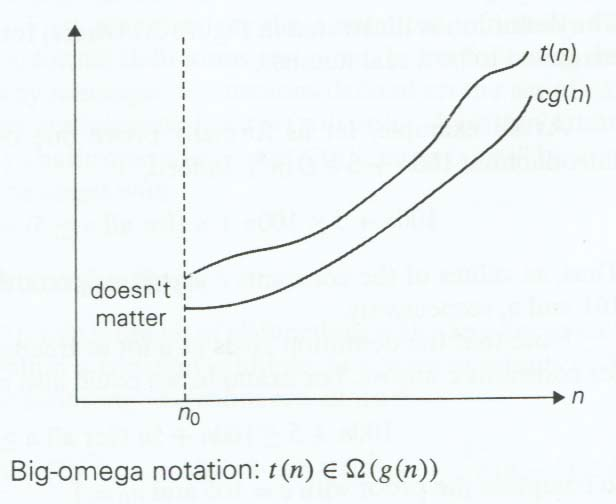 t(n)
cg(n)
doesn't
matter
n
n₀
Big-omega notation: t(n) ∈ Ω(g(n))